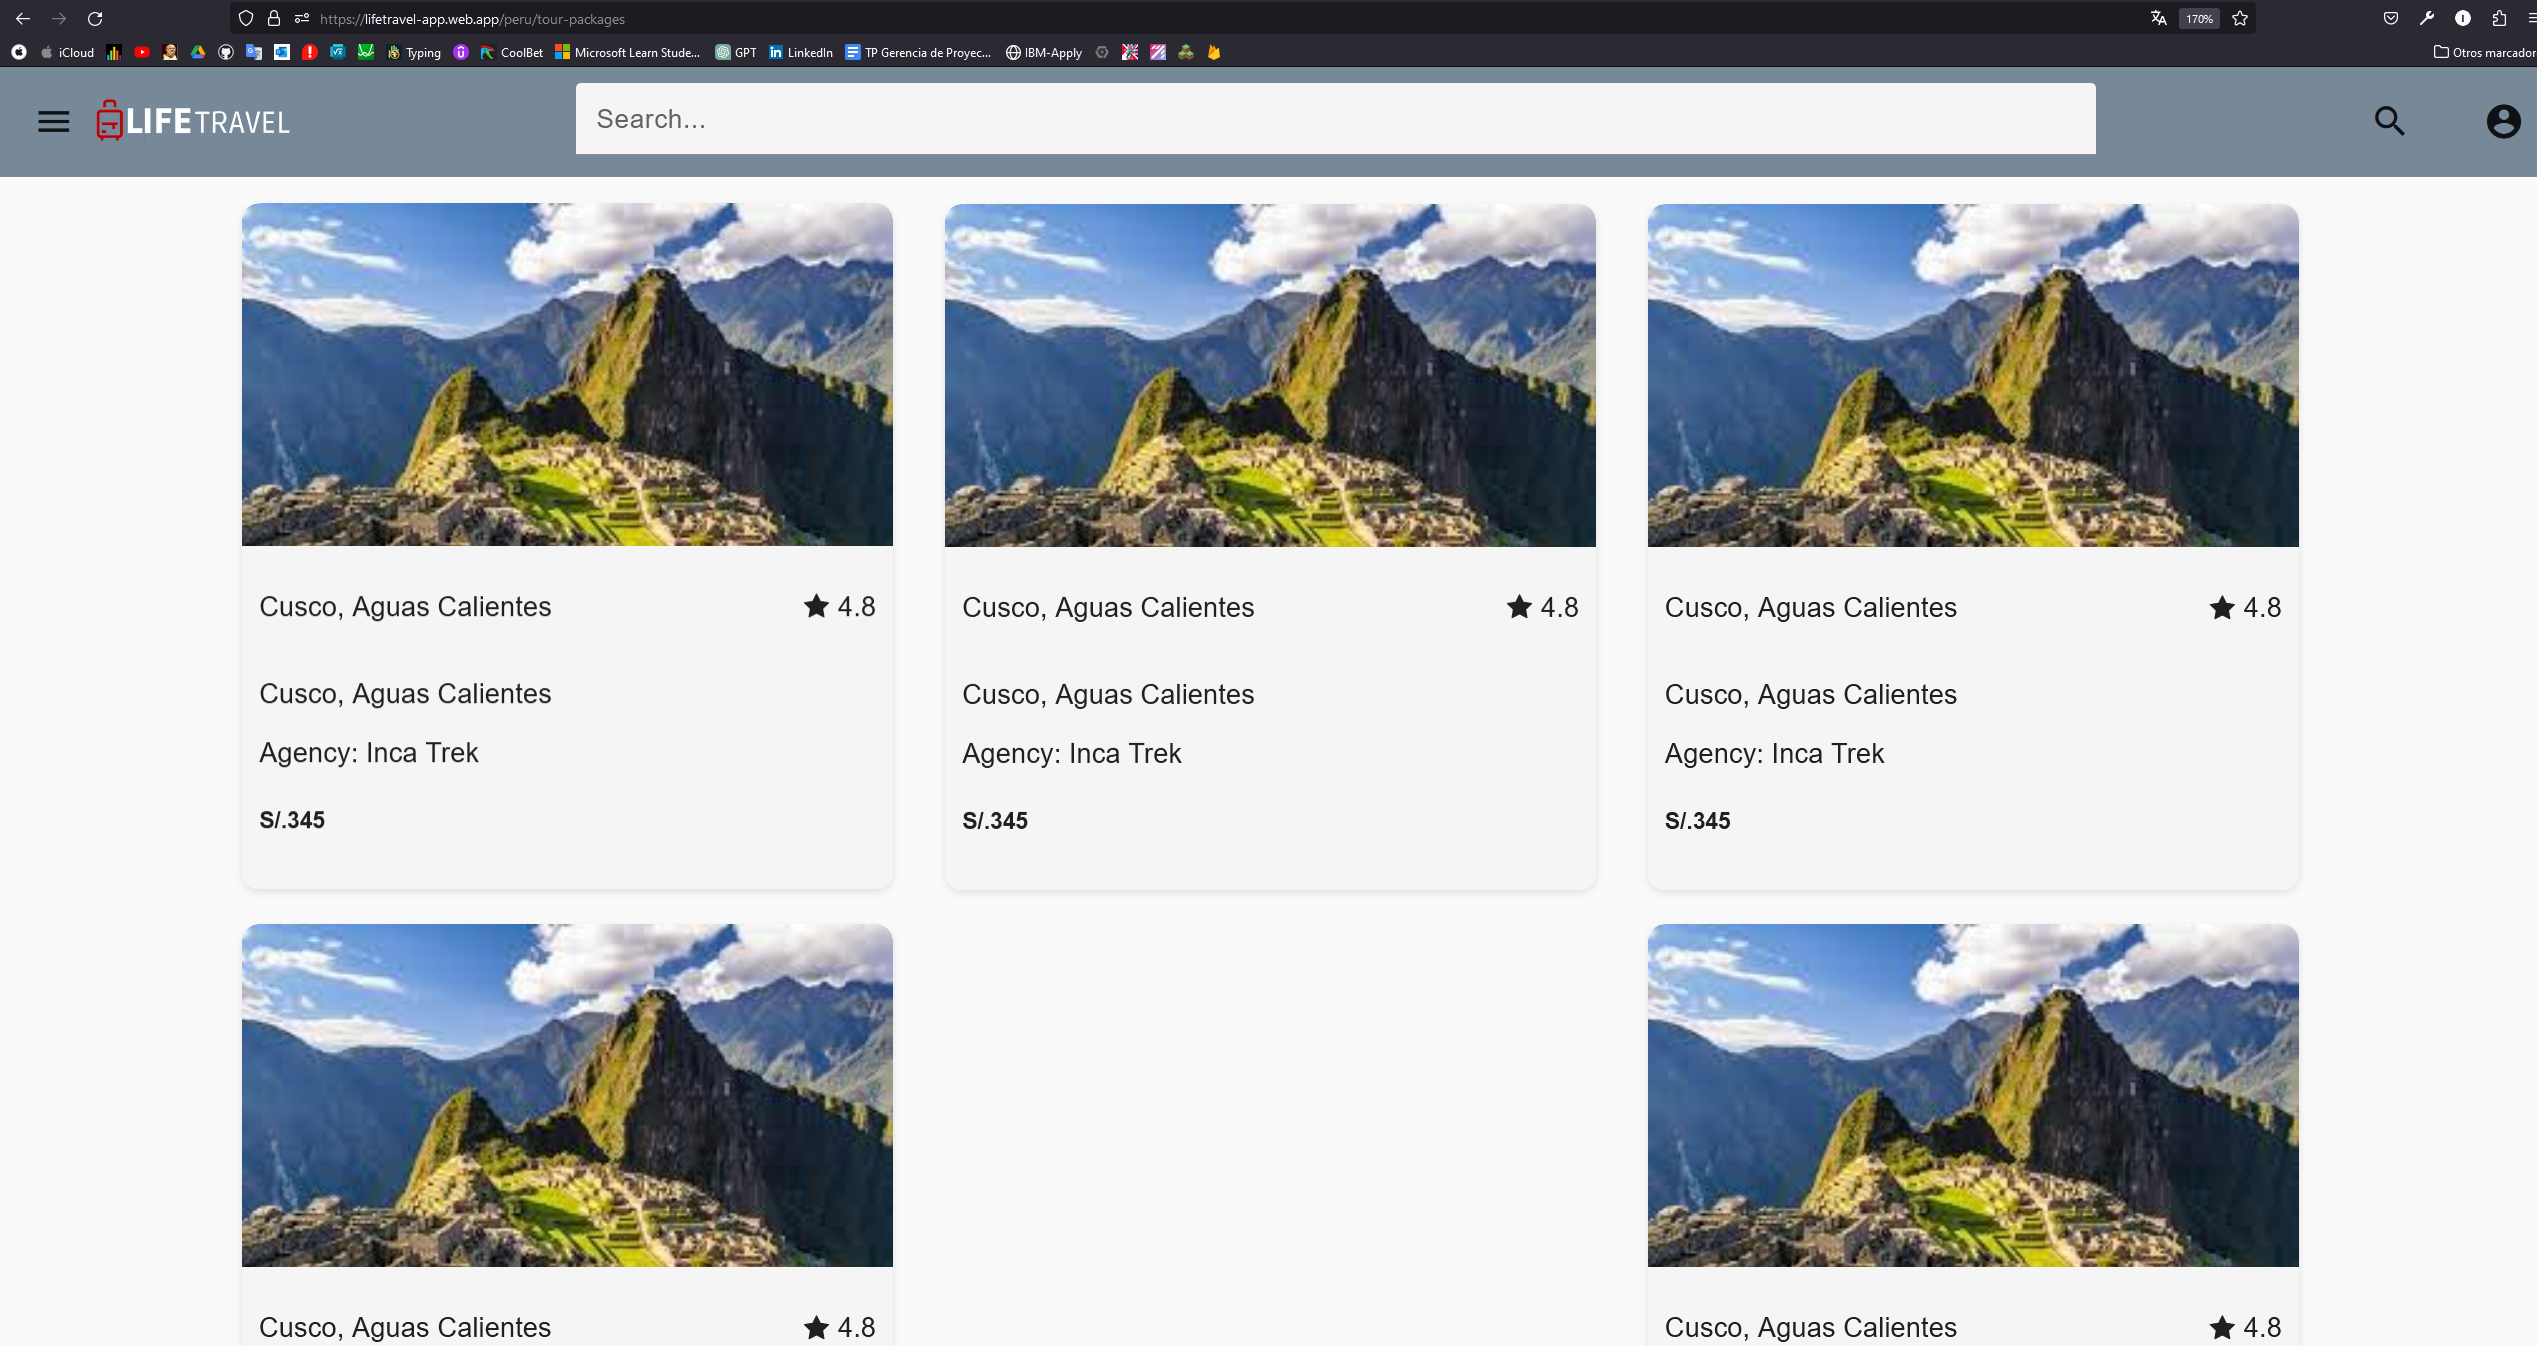 https://lifetravel-app.web.app/peru/tour-packages
170%
iCloud
Typing
CoolBet
Microsoft Learn Stude...
GPT
LinkedIn
TP Gerencia de Proyec...
IBM-Apply
Otros marcador
LIFETRAVEL
Search...
Cusco, Aguas Calientes
4.8
Cusco, Aguas Calientes
Agency: Inca Trek
S/.345
Cusco, Aguas Calientes
4.8
Cusco, Aguas Calientes
Agency: Inca Trek
S/.345
Cusco, Aguas Calientes
4.8
Cusco, Aguas Calientes
Agency: Inca Trek
S/.345
Cusco, Aguas Calientes
4.8
Cusco, Aguas Calientes
4.8